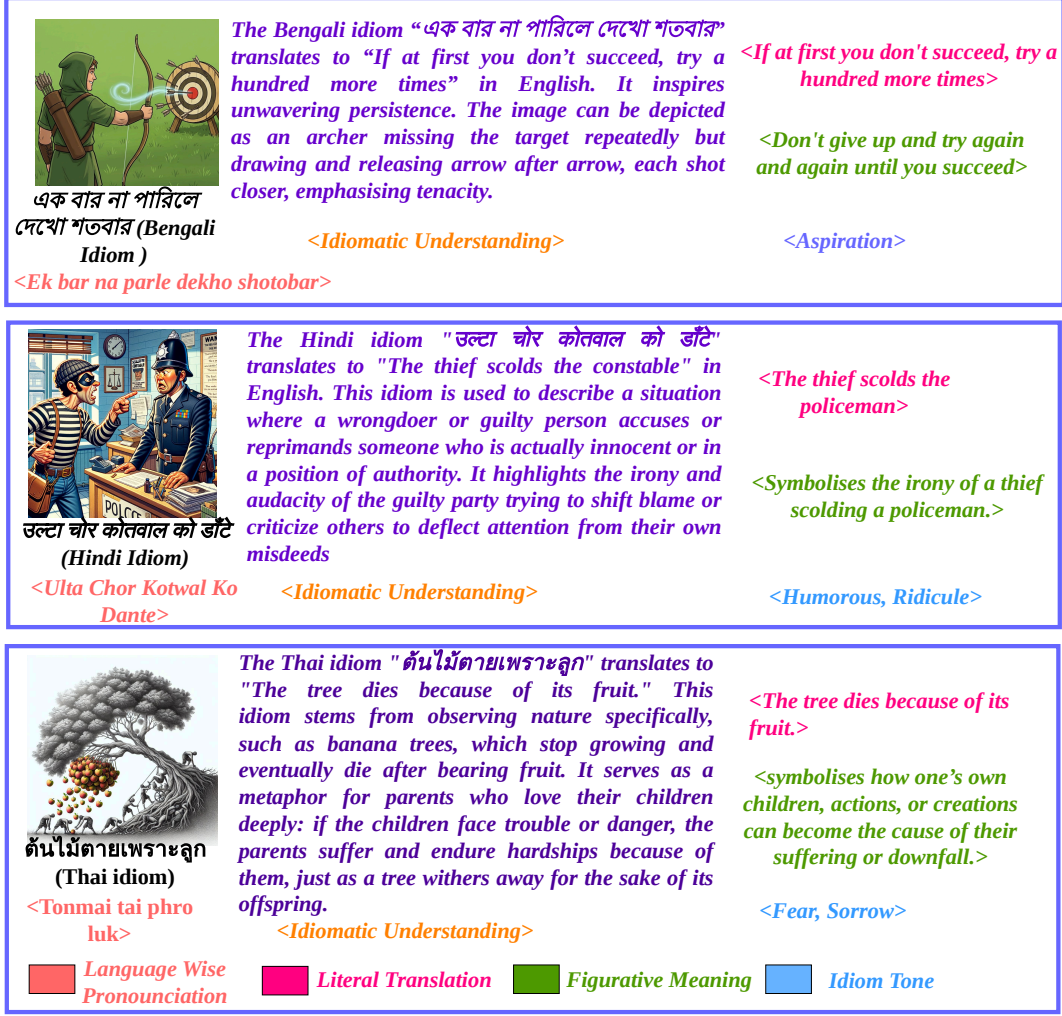 The Bengali idiom “এক বার না পারিলে দেখো শতবার”
translates to “If at first you don’t succeed, try a
hundred more times” in English. It inspires
unwavering persistence. The image can be depicted
as an archer missing the target repeatedly but
drawing and releasing arrow after arrow, each shot
closer, emphasising tenacity.
<If at first you don't succeed, try a
hundred more times>
<Don't give up and try again
and again until you succeed>
এক বার না পারিলে
দেখো শতবার (Bengali
Idiom )
<Idiomatic Understanding>
<Aspiration>
<Ek bar na parle dekho shotobar>
The Hindi idiom "उल्टा चोर कोतवाल को डाँटे"
translates to "The thief scolds the constable" in
English. This idiom is used to describe a situation
where a wrongdoer or guilty person accuses or
reprimands someone who is actually innocent or in
a position of authority. It highlights the irony and
audacity of the guilty party trying to shift blame or
criticize others to deflect attention from their own
misdeeds
<The thief scolds the
policeman>
<Symbolises the irony of a thief
scolding a policeman.>
उल्टा चोर कोतवाल को डाँटे
(Hindi Idiom)
<Ulta Chor Kotwal Ko
Dante>
<Idiomatic Understanding>
<Humorous, Ridicule>
The Thai idiom "ต้นไม้ตายเพราะลูก" translates to
"The tree dies because of its fruit." This
idiom stems from observing nature specifically,
such as banana trees, which stop growing and
eventually die after bearing fruit. It serves as a
metaphor for parents who love their children
deeply: if the children face trouble or danger, the
parents suffer and endure hardships because of
them, just as a tree withers away for the sake of its
offspring.
<The tree dies because of its
fruit.>
<symbolises how one’s own
children, actions, or creations
can become the cause of their
suffering or downfall.>
ต้นไม้ตายเพราะลูก
(Thai idiom)
<Tonmai tai phro
luk>
<Idiomatic Understanding>
<Fear, Sorrow>
Language Wise
Pronounciation
Literal Translation
Figurative Meaning
Idiom Tone